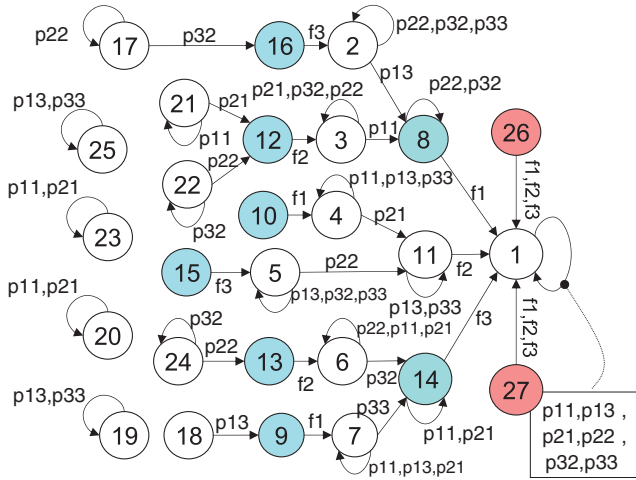 p22
17
p32
16
f3
2
p22,p32,p33
p13
p13,p33
25
21
p21
p11
p21,p32,p22
12
f2
3
p11
8
p22,p32
26
22
p22
p32
f1
f1,f2,f3
p11,p21
23
10
f1
4
p11,p13,p33
p21
11
f2
1
15
f3
5
p22
p13,p32,p33
p13,p33
p11,p21
20
24
p32
p22
13
f2
6
p22,p11,p21
p32
14
f3
f1,f2,f3
27
p13,p33
19
18
p13
9
f1
7
p33
p11,p13,p21
p11,p21
p11,p13 ,
p21,p22 ,
p32,p33